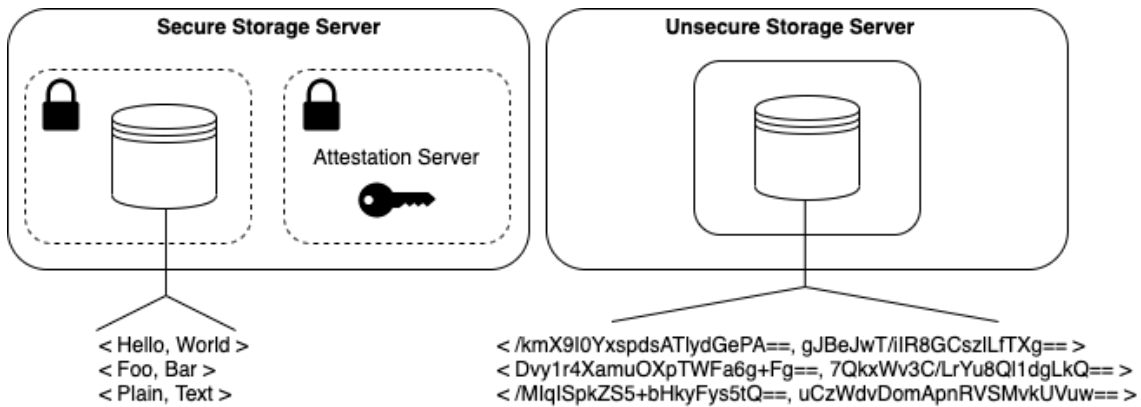 Secure Storage Server
Unsecure Storage Server
Attestation Server
< Hello, World >
< Foo, Bar >
< Plain, Text >
< /kmX9I0YxspdsATlydGePA==, gJBeJwT/iIR8GCszlLfTXg== >
< Dvy1r4XamuOXpTWFa6g+Fg==, 7QkxWv3C/LrYu8Ql1dgLkQ== >
< /MIqISpkZS5+bHkyFys5tQ==, uCzWdvDomApnRVSMvkUVuw== >